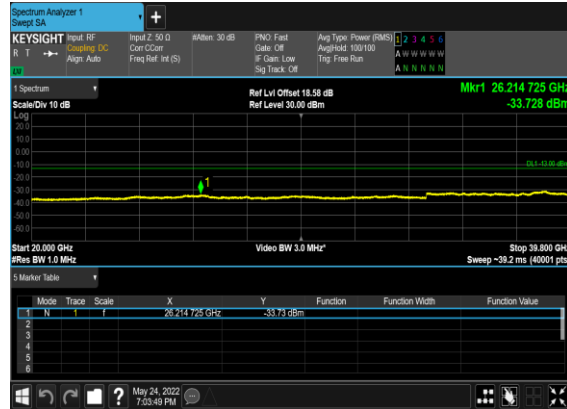 Spectrum Analyzer 1
Swept SA
+
KEYSIGHT Input: RF Input Z: 50 Ω #Atten: 30 dB PNO: Fast Avg Type: Power (RMS) 1 2 3 4 5 6
R T Coupling: DC Corr CCorr Gate: Off Avg|Hold: 100/100 A W W W W W
Align: Auto Freq Ref: Int (S) IF Gain: Low Trig: Free Run
Sig Track: Off A N N N N N
1 Spectrum Ref Lvl Offset 18.58 dB Mkr1 26.214 725 GHz
Scale/Div 10 dB Ref Level 30.00 dBm -33.728 dBm
Log
20.0
10.0
0.00
-10.0 DL1 -13.00 dBm
-20.0
-30.0 1
-40.0
-50.0
-60.0
Start 20.000 GHz Video BW 3.0 MHz* Stop 39.800 GHz
#Res BW 1.0 MHz Sweep ~39.2 ms (40001 pts)
5 Marker Table
Mode Trace Scale X Y Function Function Width Function Value
1 N 1 f 26.214 725 GHz -33.73 dBm
2
3
4
5
6
? May 24, 2022
7:03:49 PM